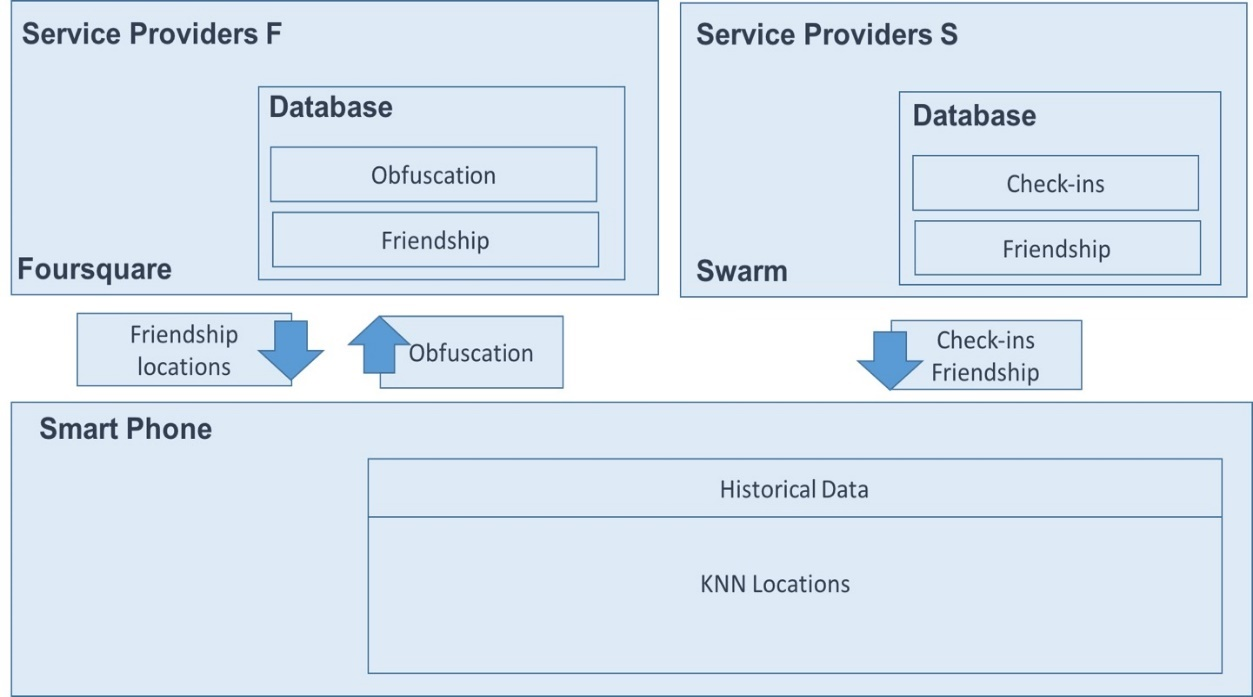 Service Providers F
Database
Obfuscation
Friendship
Foursquare
Service Providers S
Database
Check-ins
Friendship
Swarm
Friendship
locations
Obfuscation
Check-ins
Friendship
Smart Phone
Historical Data
KNN Locations